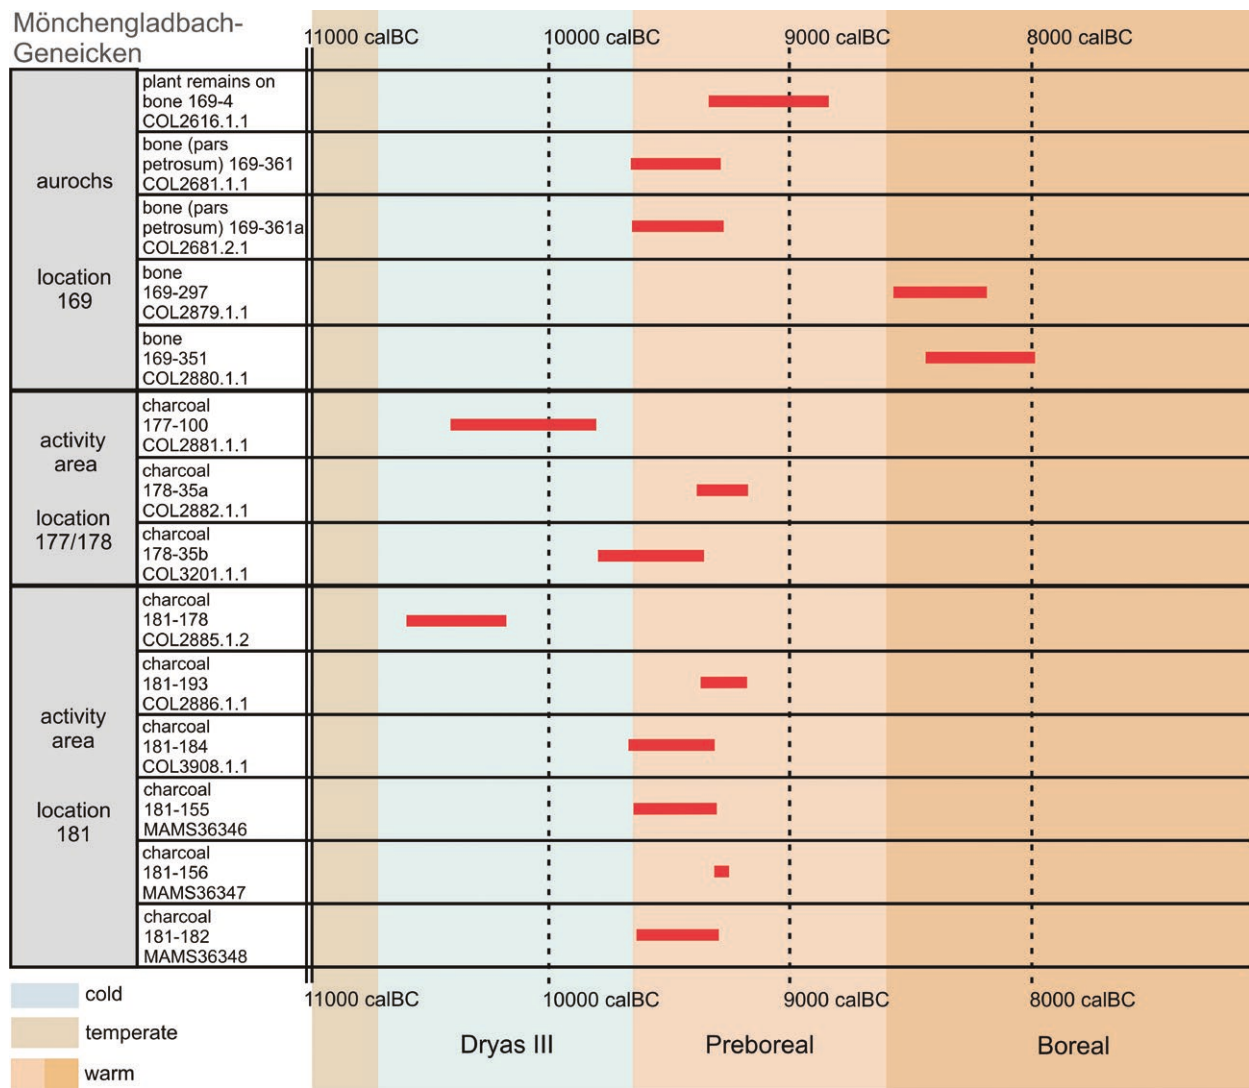 Mönchengladbach-
Geneicken
11000 calBC
10000 calBC
9000 calBC
8000 calBC
aurochs
location
169
plant remains on
bone 169-4
COL2616.1.1
bone (pars
petrosum) 169-361
COL2681.1.1
bone (pars
petrosum) 169-361a
COL2681.2.1
bone
169-297
COL2879.1.1
bone
169-351
COL2880.1.1
activity
area
location
177/178
charcoal
177-100
COL2881.1.1
charcoal
178-35a
COL2882.1.1
charcoal
178-35b
COL3201.1.1
activity
area
location
181
charcoal
181-178
COL2885.1.2
charcoal
181-193
COL2886.1.1
charcoal
181-184
COL3908.1.1
charcoal
181-155
MAMS36346
charcoal
181-156
MAMS36347
charcoal
181-182
MAMS36348
11000 calBC
10000 calBC
9000 calBC
8000 calBC
cold
temperate
warm
Dryas III
Preboreal
Boreal